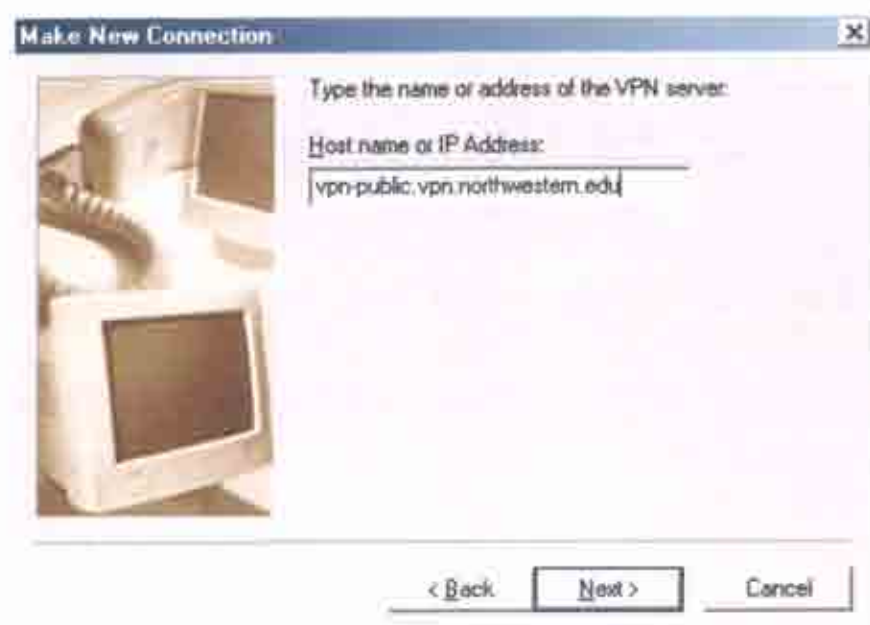 Make New Connection
Type the name or address of the VPN server:
Host name or IP Address:
vpn-public.vpn.northwestern.edu
< Back
Next >
Cancel